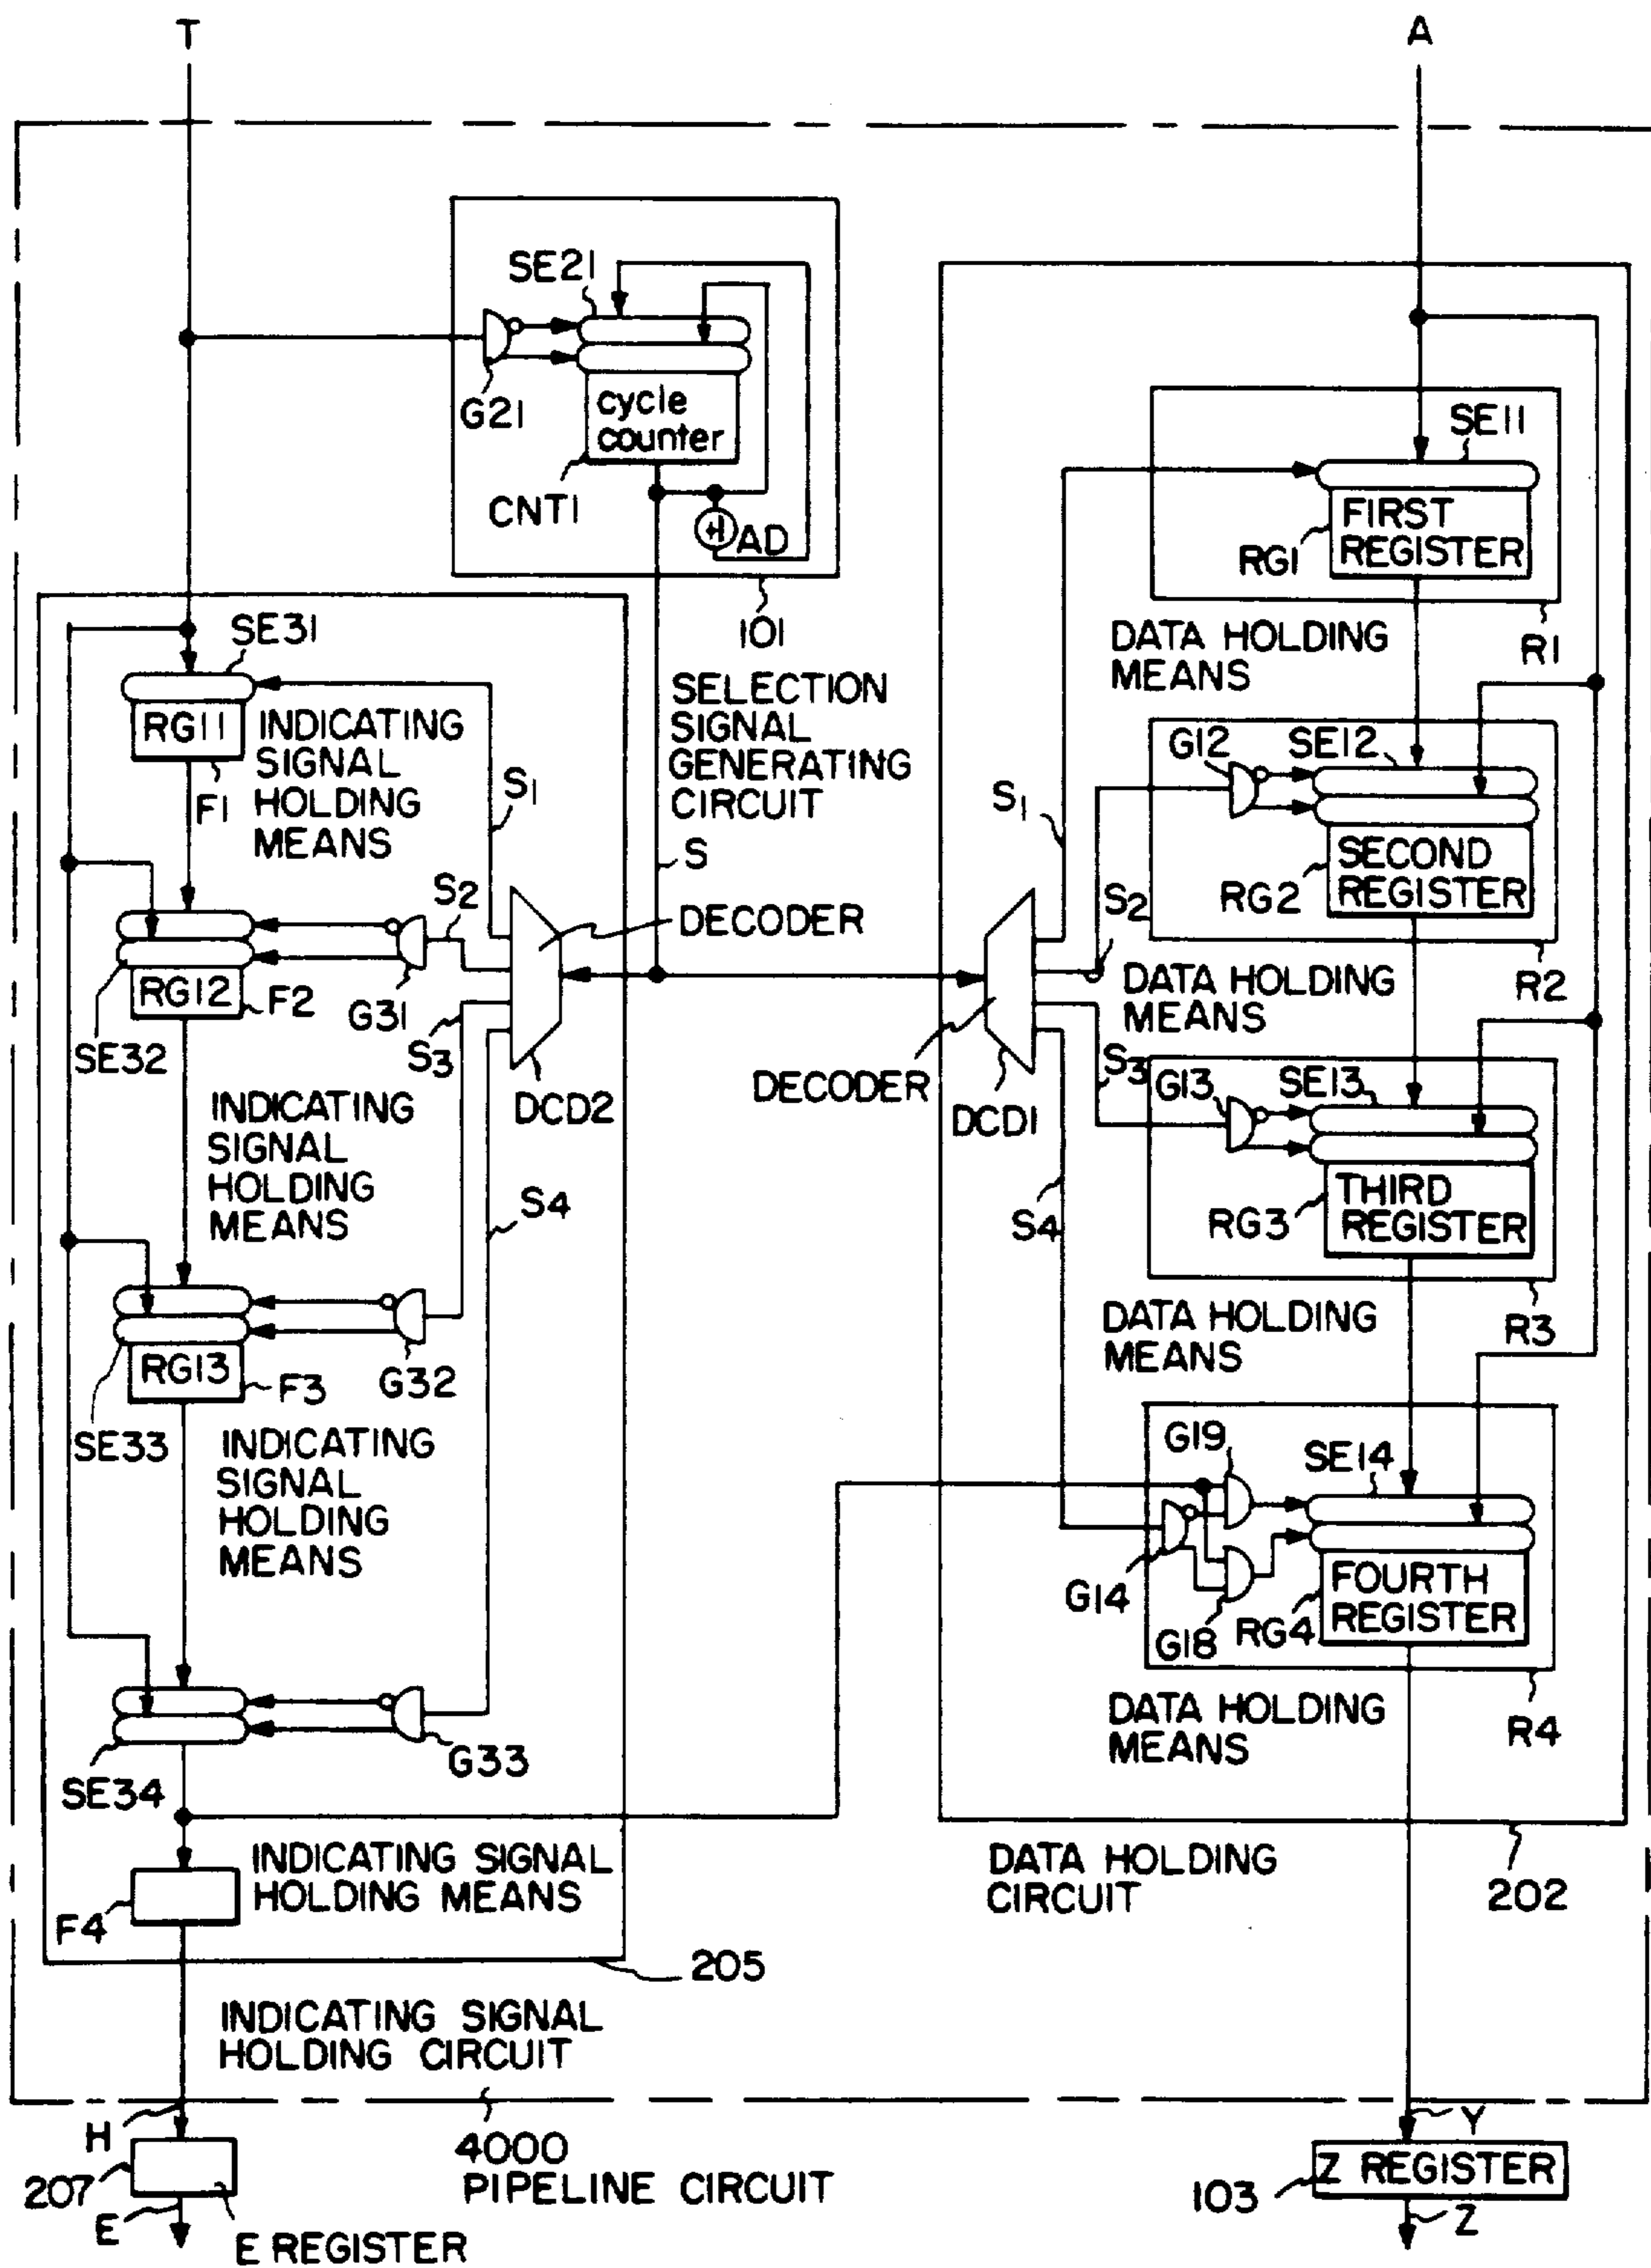 T
A
SE21
G21
cycle
counter
CNT1
AD
101
SELECTION
SIGNAL
GENERATING
CIRCUIT
SE11
FIRST
REGISTER
RG1
R1
DATA HOLDING
MEANS
SE31
RG11
F1
INDICATING
SIGNAL
HOLDING
MEANS
S1
S
S1
G12
SE12
SECOND
REGISTER
RG2
R2
S2
DECODER
S2
DATA HOLDING
MEANS
RG12
F2
G31
SE32
S3
DCD2
DECODER
DCD1
S3
G13
SE13
THIRD
REGISTER
RG3
R3
INDICATING
SIGNAL
HOLDING
MEANS
S4
S4
DATA HOLDING
MEANS
RG13
F3
G32
SE33
INDICATING
SIGNAL
HOLDING
MEANS
G19
SE14
G14
G18
FOURTH
REGISTER
RG4
R4
DATA HOLDING
MEANS
G33
SE34
INDICATING SIGNAL
HOLDING MEANS
F4
DATA HOLDING
CIRCUIT
202
205
INDICATING SIGNAL
HOLDING CIRCUIT
H
4000
PIPELINE CIRCUIT
Y
207
E
E REGISTER
Z REGISTER
103
Z